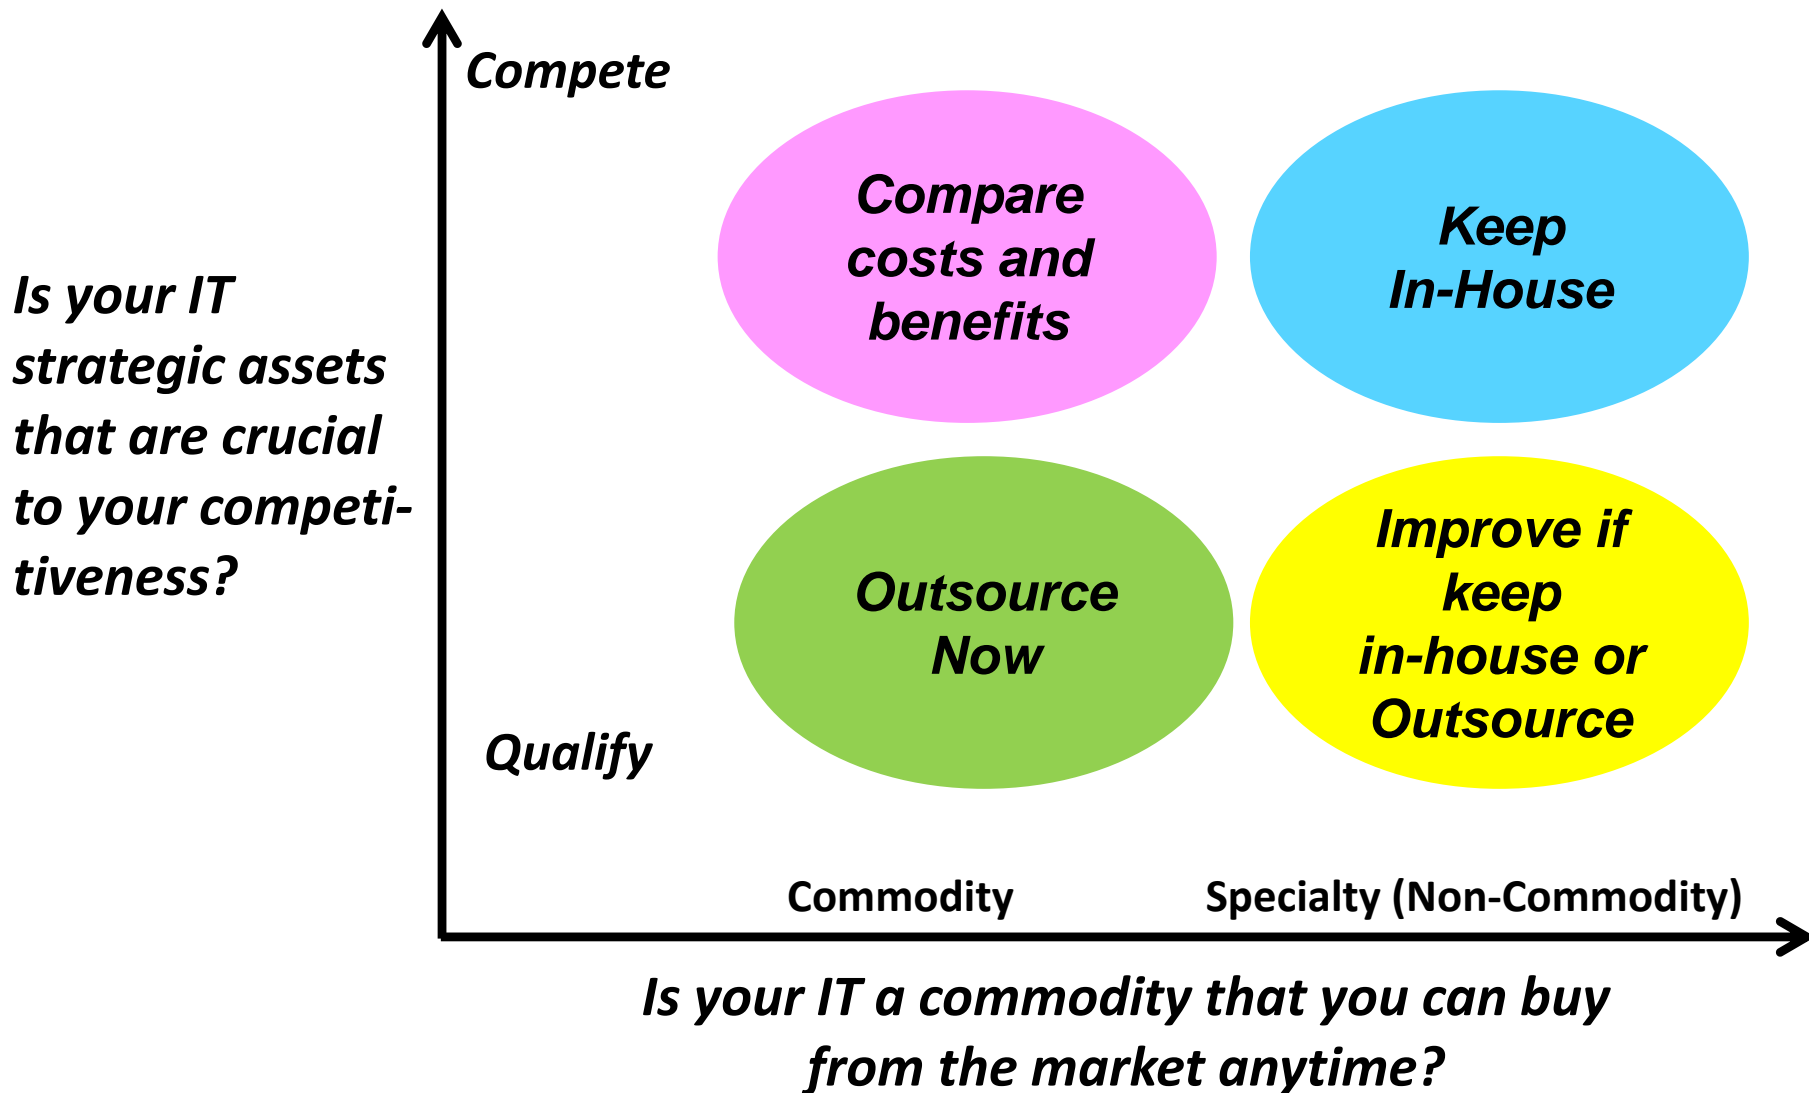 Compete
Is your IT
strategic assets
that are crucial
to your competi-
tiveness?
Compare
costs and
benefits
Keep
In-House
Outsource
Now
Improve if
keep
in-house or
Outsource
Qualify
Commodity
Specialty (Non-Commodity)
Is your IT a commodity that you can buy
from the market anytime?